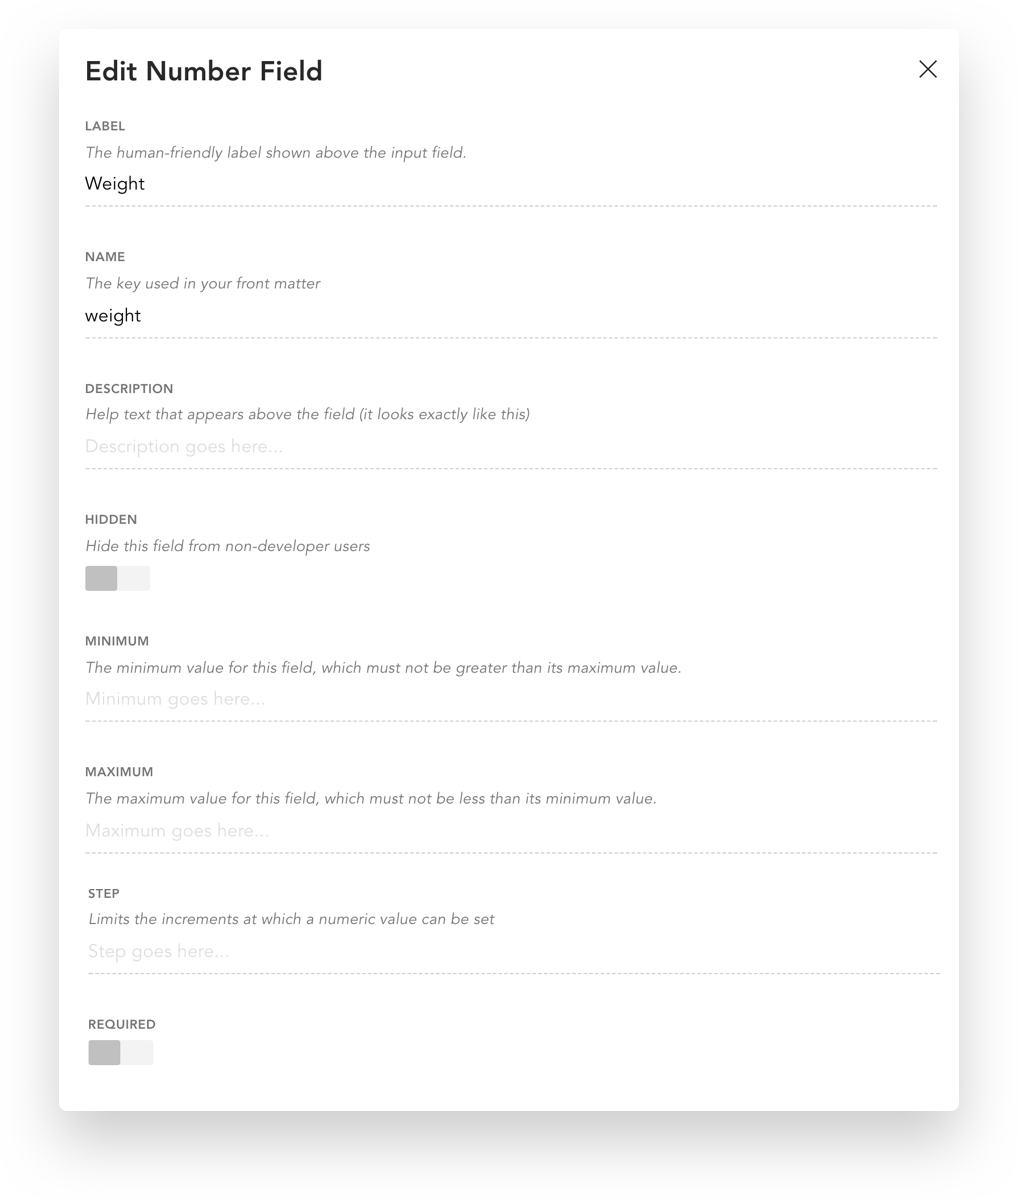 Edit Number Field
LABEL
The human-friendly label shown above the input field.
Weight
NAME
The key used in your front matter
weight
DESCRIPTION
Help text that appears above the field (it looks exactly like this)
Description goes here...
HIDDEN
Hide this field from non-developer users
MINIMUM
The minimum value for this field, which must not be greater than its maximum value.
Minimum goes here...
MAXIMUM
The maximum value for this field, which must not be less than its minimum value.
Maximum goes here...
STEP
Limits the increments at which a numeric value can be set
Step goes here...
REQUIRED